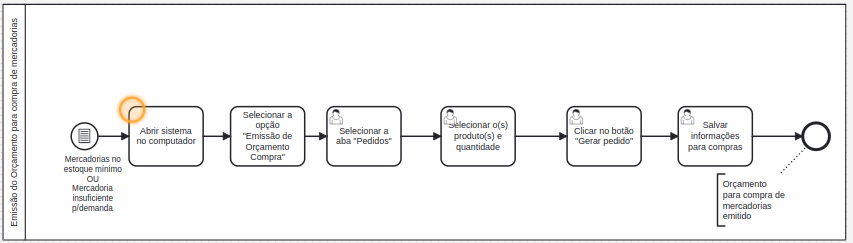 Emissão do Orçamento para compra de mercadorias
Mercadorias no
estoque mínimo
OU
Mercadoria
insuficiente
p/demanda
Abrir sistema
no computador
Selecionar a
opção
"Emissão de
Orçamento
Compra"
Selecionar a
aba "Pedidos"
Selecionar o(s)
produto(s) e
quantidade
Clicar no botão
"Gerar pedido"
Salvar
informações
para compras
Orçamento
para compra de
mercadorias
emitido